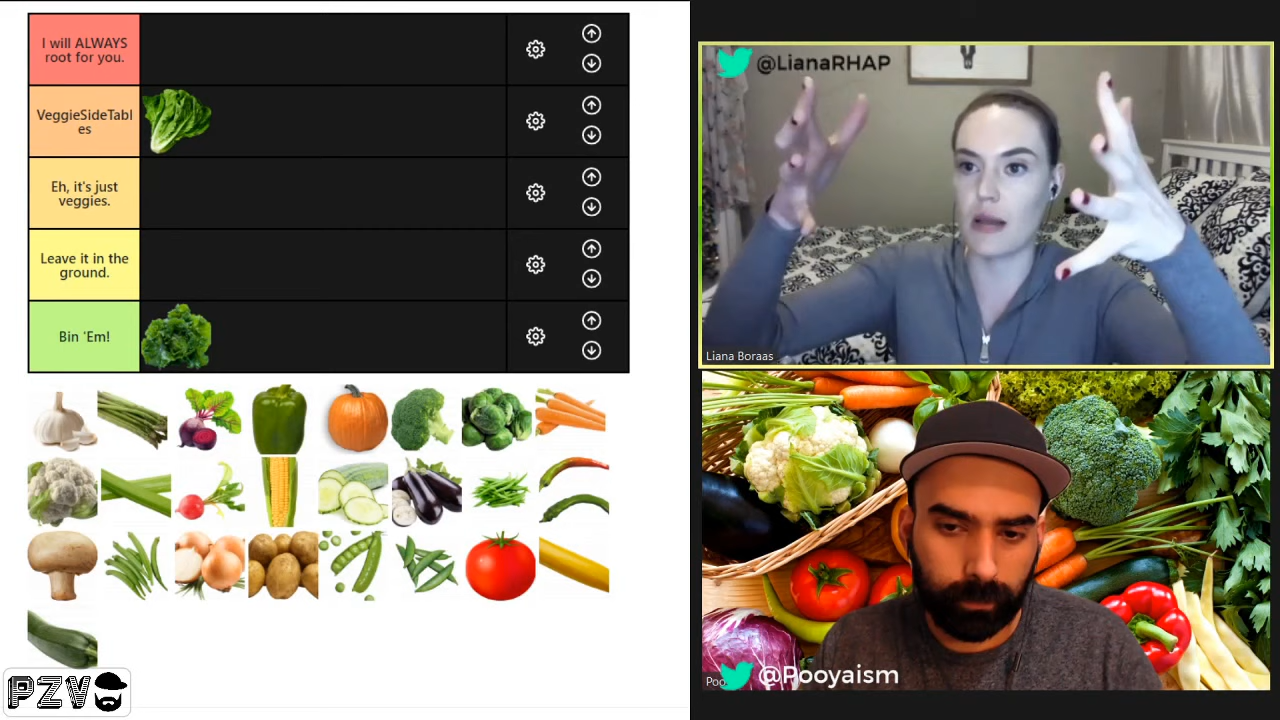 I will ALWAYS
root for you.
VeggieSideTabl
es
Eh, it's just
veggies.
Leave it in the
ground.
Bin 'Em!
PZV
@LianaRHAP
Liana Boraas
Poo
@Pooyaism